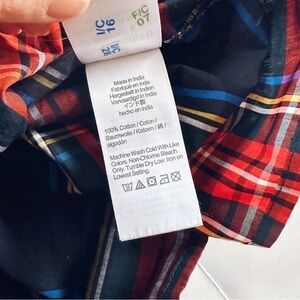 I/C
16
FIC
07
Made in India
Fabriqué en Inde
Hergestellt in Indien
Vervaardigd in India
インド製
hecho en India
100% Cotton / Coton /
Baumwolle / Katoen / 綿 /
algodón
Machine Wash Cold With Like
Colors, Non-Chlorine Bleach
Only. Tumble Dry Low, Iron on
Lowest Setting.